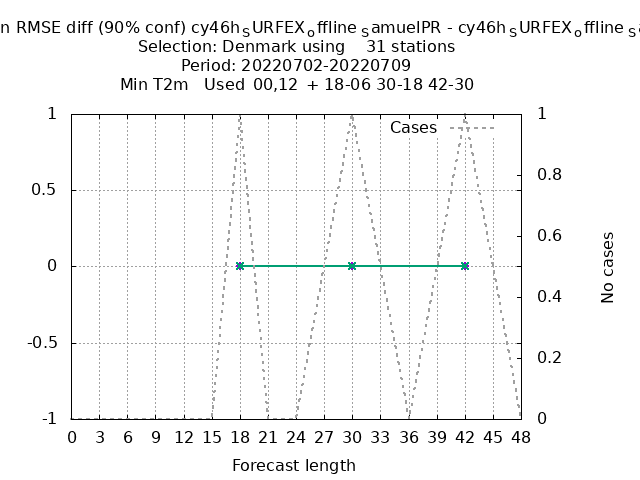 n RMSE diff (90% conf) cy46hSURFEXoffline SamuelPR - cy46hSURFEXoffline S
Selection: Denmark using 31 stations
Period: 20220702-20220709
Min T2m Used 00,12 + 18-06 30-18 42-30
Cases
1 0.5 0 -0.5 -1
1 0.8 0.6 0.4 0.2 0
No cases
0 3 6 9 12 15 18 21 24 27 30 33 36 39 42 45 48
Forecast length